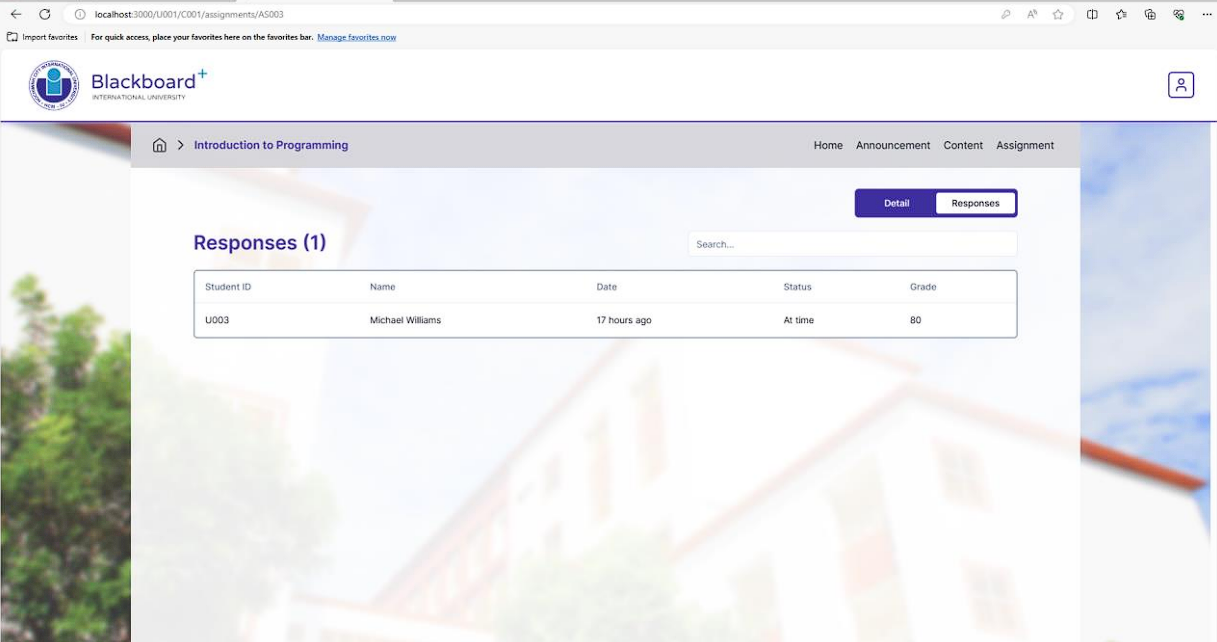 localhost:3000/U001/C001/assignments/AS003
Import favorites For quick access, place your favorites here on the favorites bar. Manage favorites now
Blackboard+
INTERNATIONAL UNIVERSITY
Introduction to Programming Home Announcement Content Assignment
Detail Responses
Responses (1) Search...
Student ID Name Date Status Grade
U003 Michael Williams 17 hours ago At time 80